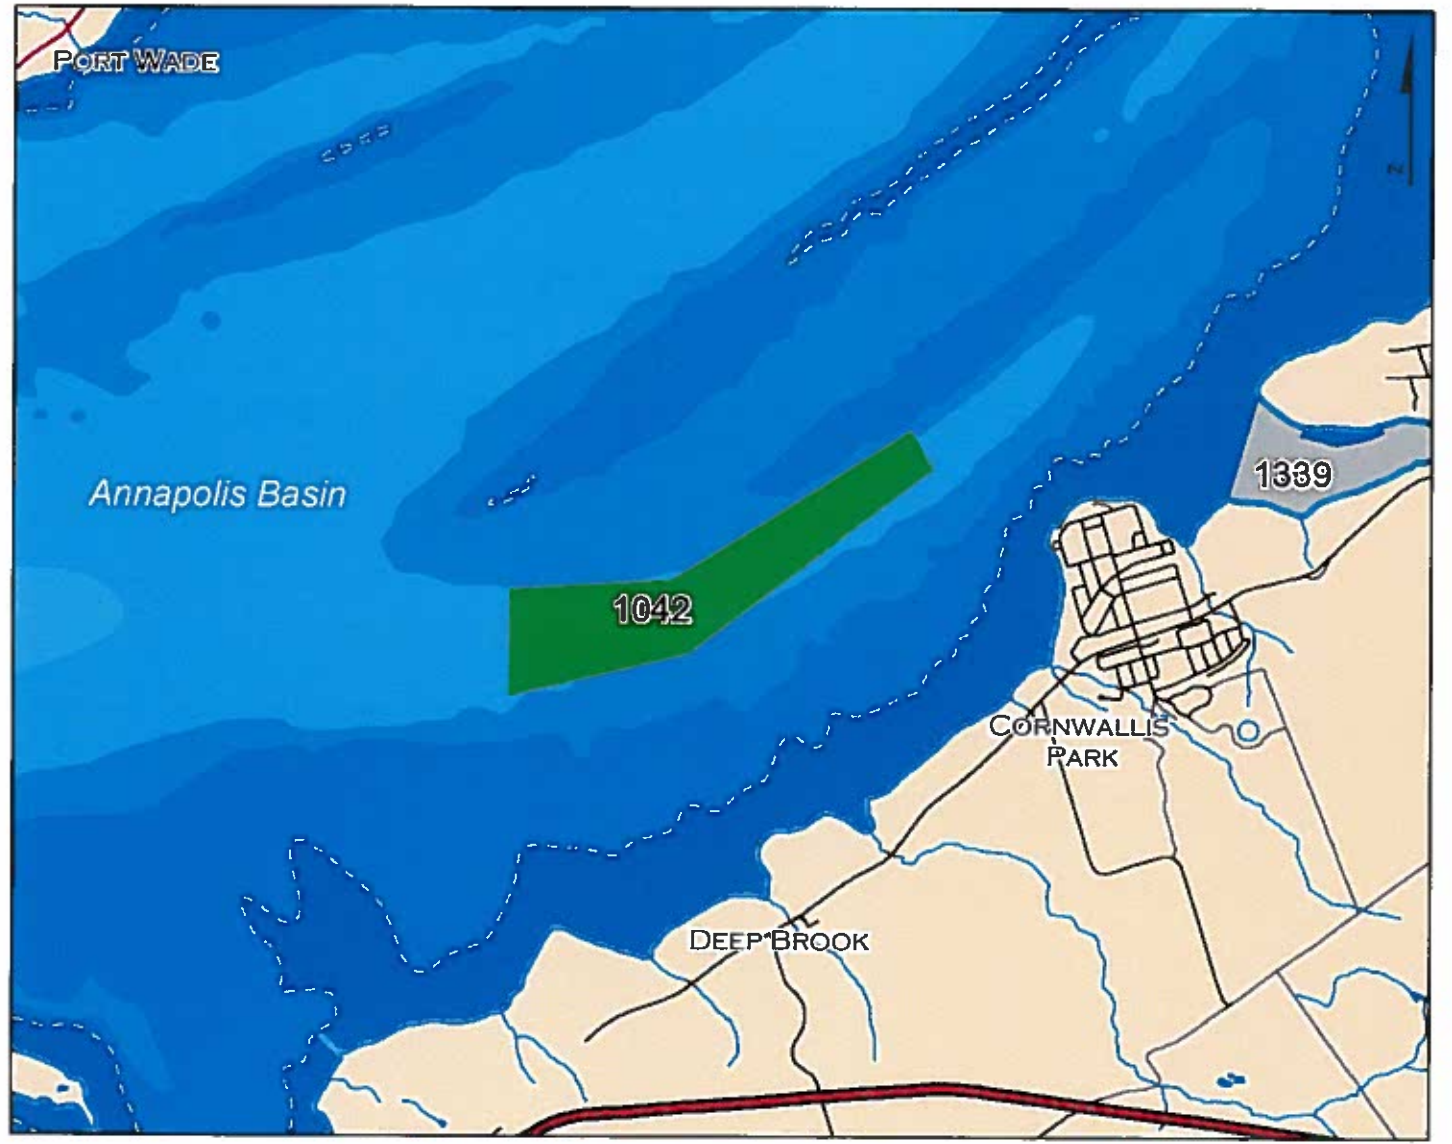 PORT WADE
Z
Annapolis Basin
1339
1042
CORNWALLIS
PARK
DEEP BROOK